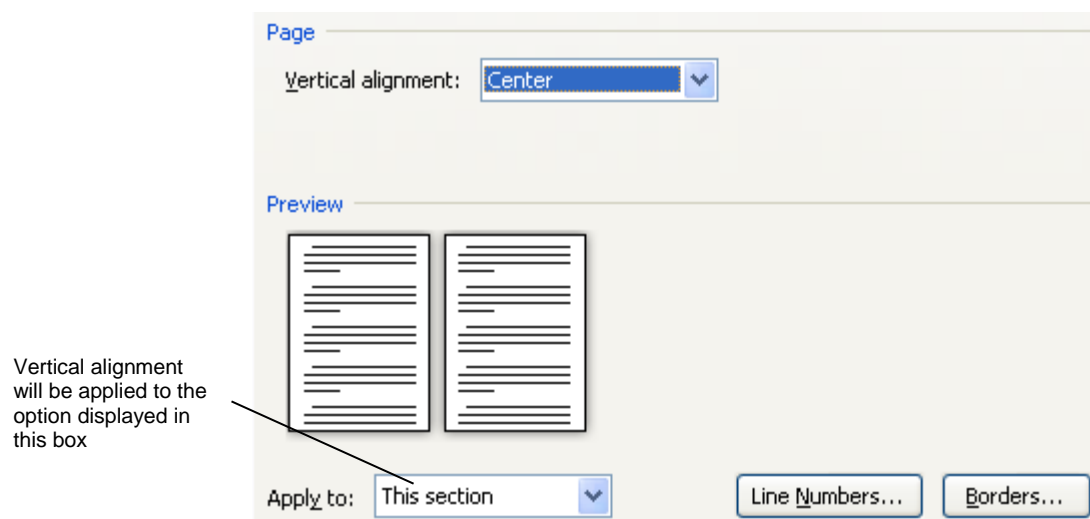 Page
Vertical alignment: Center
Preview
Vertical alignment
will be applied to the
option displayed in
this box
Apply to: This section Line Numbers... Borders...